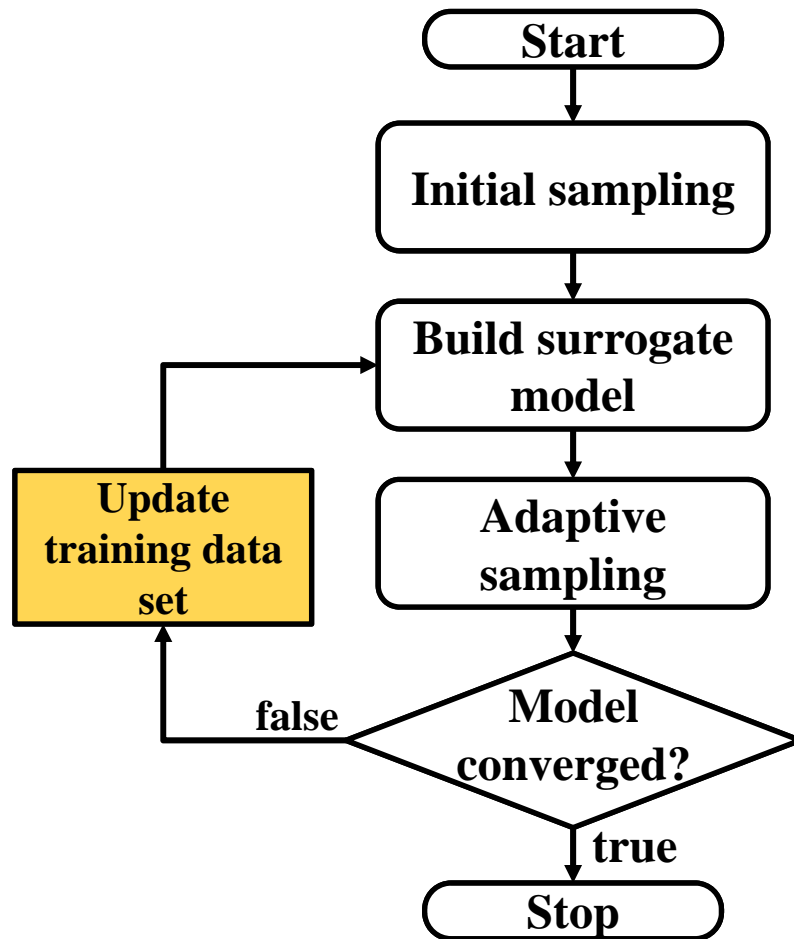 Start
Initial sampling
Build surrogate
model
Update
training data
set
Adaptive
sampling
false
Model
converged?
true
Stop